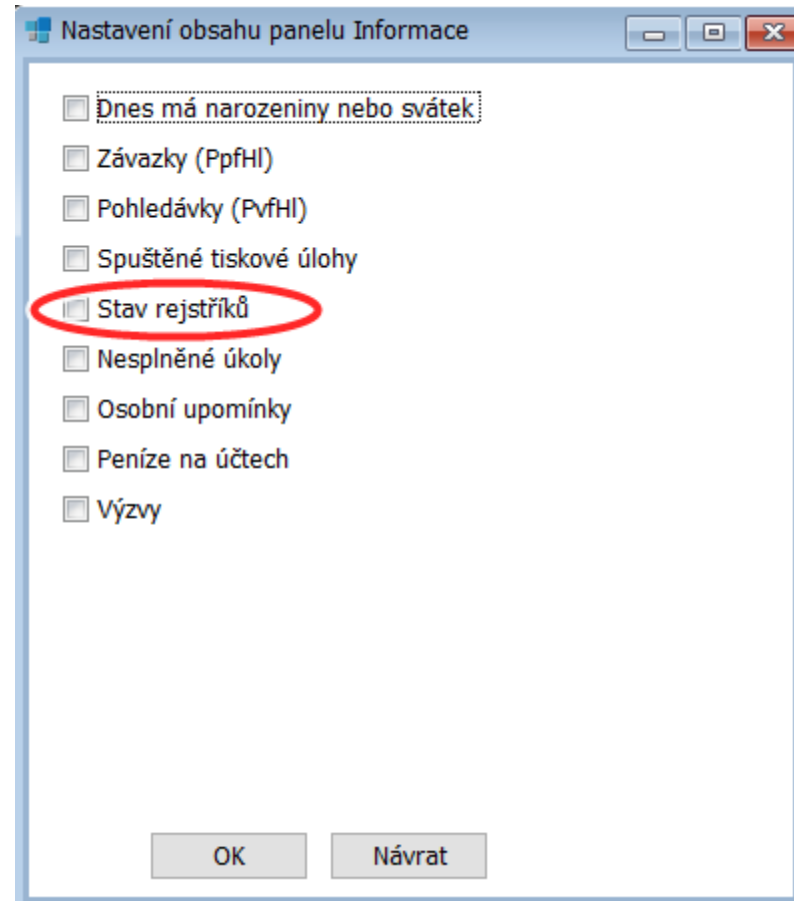 Nastavení obsahu panelu Informace
Dnes má narozeniny nebo svátek
Závazky (PpfHl)
Pohledávky (PvfHl)
Spuštěné tiskové úlohy
Stav rejstříků
Nesplněné úkoly
Osobní upomínky
Peníze na účtech
Výzvy
OK Návrat